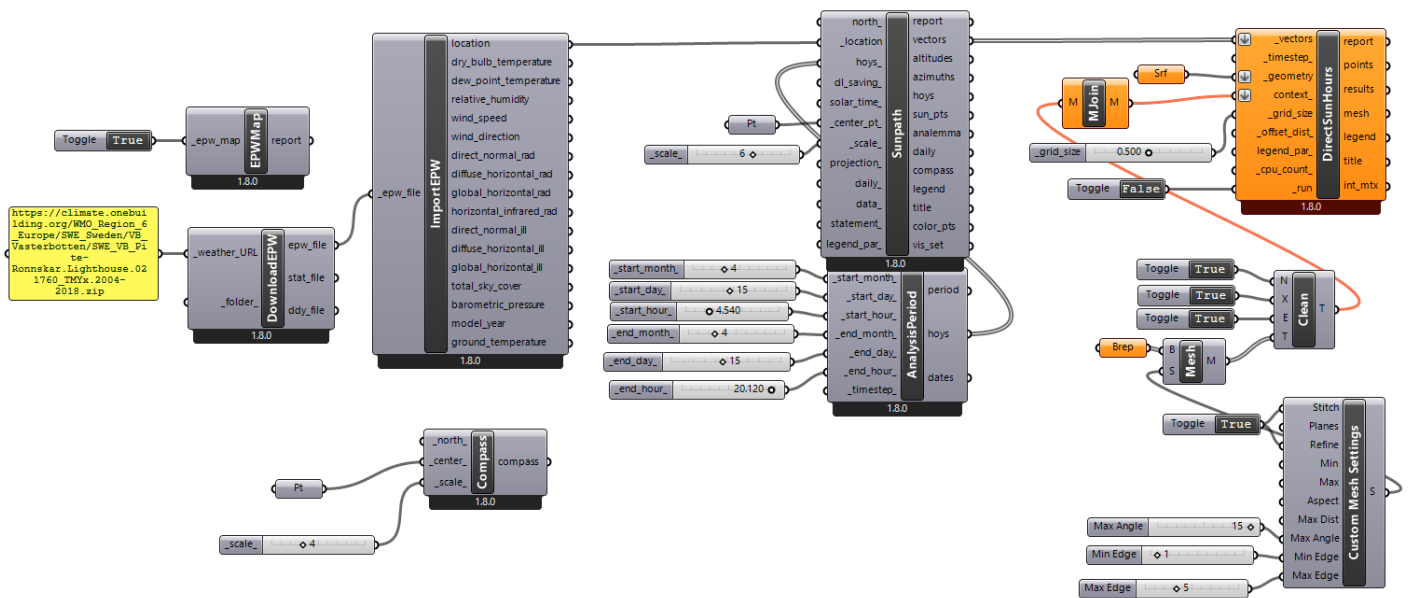 Toggle True
_epw_map
EPWMap
report
1.8.0
https://climate.onebui
lding.org/WMO_Region_6
_Europe/SWE_Sweden/VB_
Vasterbotten/SWE_VB_Pi
te-
Ronnskar.Lighthouse.02
1760_TMYx.2004-
2018.zip
_weather_URL
_folder_
DownloadEPW
epw_file
stat_file
ddy_file
1.8.0
_epw_file
ImportEPW
location
dry_bulb_temperature
dew_point_temperature
relative_humidity
wind_speed
wind_direction
direct_normal_rad
diffuse_horizontal_rad
global_horizontal_rad
horizontal_infrared_rad
direct_normal_ill
diffuse_horizontal_ill
global_horizontal_ill
total_sky_cover
barometric_pressure
model_year
ground_temperature
1.8.0
Pt
_scale_ 4
_north_
_center_
_scale_
Compass
compass
1.8.0
Pt
_scale_ 6
north_
_location
hoys_
dl_saving_
solar_time_
_center_pt_
_scale_
projection_
daily_
data_
statement_
legend_par_
Sunpath
report
vectors
altitudes
azimuths
hoys
sun_pts
analemma
daily
compass
legend
title
color_pts
vis_set
1.8.0
_start_month_ 4
_start_day_ 15
_start_hour_ 4.540
_end_month_ 4
_end_day_ 15
_end_hour_ 20.120
_start_month_
_start_day_
_start_hour_
_end_month_
_end_day_
_end_hour_
_timestep_
AnalysisPeriod
period
hoys
dates
1.8.0
Srf
M MJoin M
_grid_size 0.500
Toggle False
_vectors
_timestep_
_geometry
context_
_grid_size
_offset_dist_
legend_par_
_cpu_count_
_run
DirectSunHours
report
points
results
mesh
legend
title
int_mtx
1.8.0
Toggle True
Toggle True
Toggle True
N
X
E
T
Clean
T
Brep
B
S
Mesh
M
Toggle True
Max Angle 15
Min Edge 1
Max Edge 5
Stitch
Planes
Refine
Min
Max
Aspect
Max Dist
Max Angle
Min Edge
Max Edge
Custom Mesh Settings
S